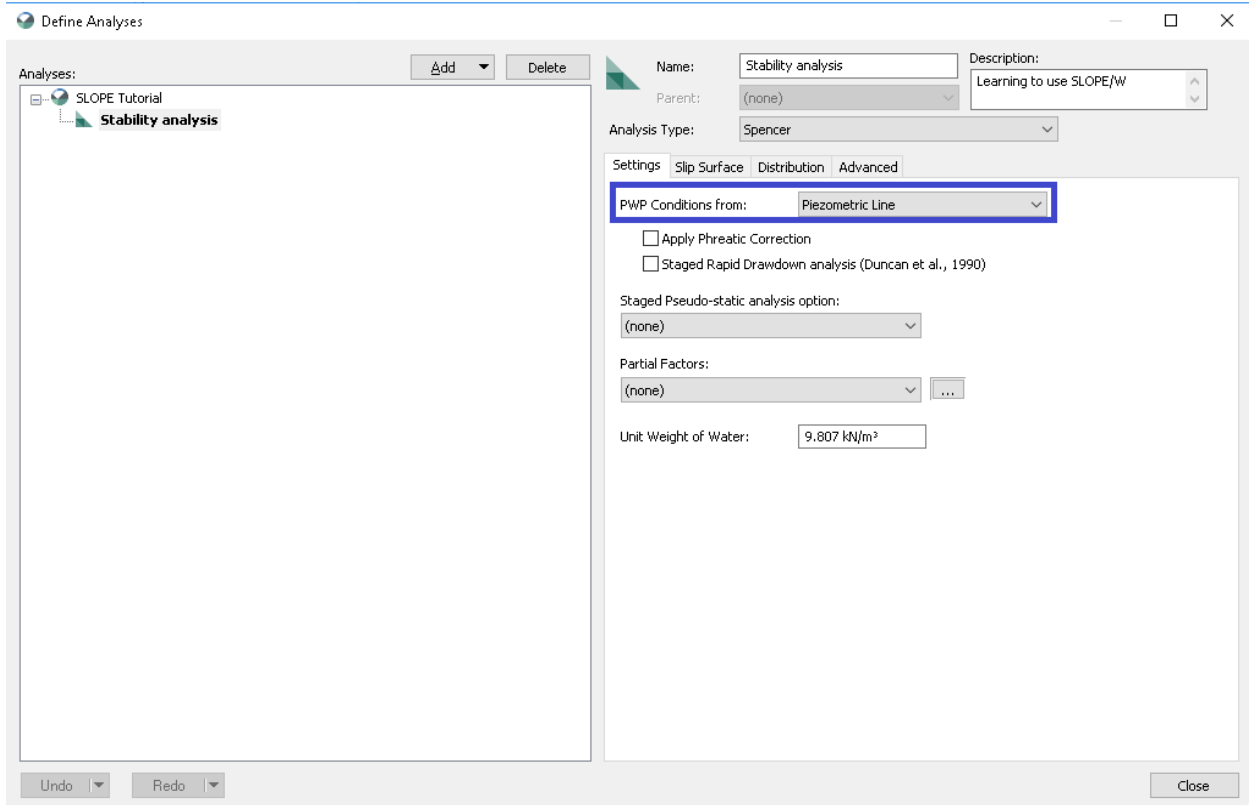 Define Analyses
Analyses:
Add
Delete
SLOPE Tutorial
Stability analysis
Name:
Stability analysis
Description:
Learning to use SLOPE/W
Parent:
(none)
Analysis Type:
Spencer
Settings
Slip Surface
Distribution
Advanced
PWP Conditions from:
Piezometric Line
Apply Phreatic Correction
Staged Rapid Drawdown analysis (Duncan et al., 1990)
Staged Pseudo-static analysis option:
(none)
Partial Factors:
(none)
...
Unit Weight of Water:
9.807 kN/m³
Undo
Redo
Close